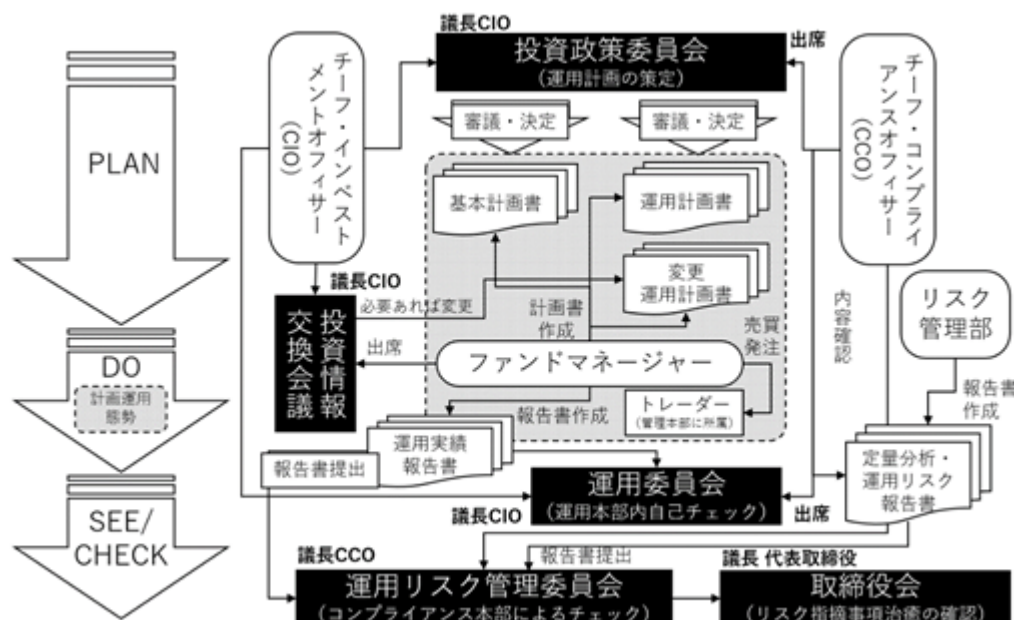 議長CIO
投資政策委員会
(運用計画の策定)
出席
チーフ・インベスト
メントオフィサー
(CIO)
チーフ・コンプライ
アンスオフィサー
(CCO)
PLAN
審議・決定
審議・決定
基本計画書
運用計画書
変更
運用計画書
議長CIO
必要あれば変更
投資情報
交換会議
計画書
作成
売買
発注
内容確認
リスク
管理部
出席
ファンドマネージャー
DO
計画運用
態勢
報告書作成
トレーダー
(管理本部に所属)
報告書
作成
運用実績
報告書
報告書提出
定量分析・
運用リスク
報告書
運用委員会
(運用本部内自己チェック)
議長CIO
出席
SEE/
CHECK
議長CCO
報告書提出
議長 代表取締役
運用リスク管理委員会
(コンプライアンス本部によるチェック)
取締役会
(リスク指摘事項治癒の確認)